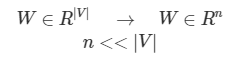 W ∈ R^{|V|} → W ∈ R^n
n << |V|